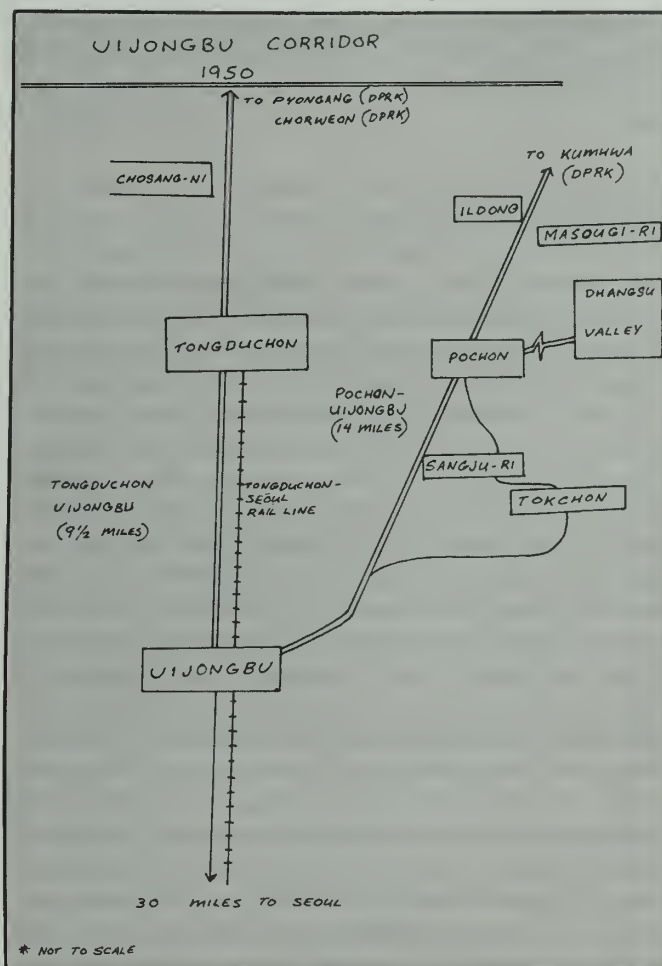 UIJONGBU CORRIDOR
1950
TO PYONGANG (DPRK)
CHORWEON (DPRK)
TO KUMHWA
(DPRK)
CHOSANG-NI
ILDONG
MASOUGI-RI
DHANGSU
VALLEY
TONGDUCHON
POCHON
POCHON-
UIJONGBU
(14 MILES)
SANGJU-RI
TOKCHON
TONGDUCHON
UIJONGBU
(9½ MILES)
TONGDUCHON-
SEOUL
RAIL LINE
UIJONGBU
30 MILES TO SEOUL
* NOT TO SCALE